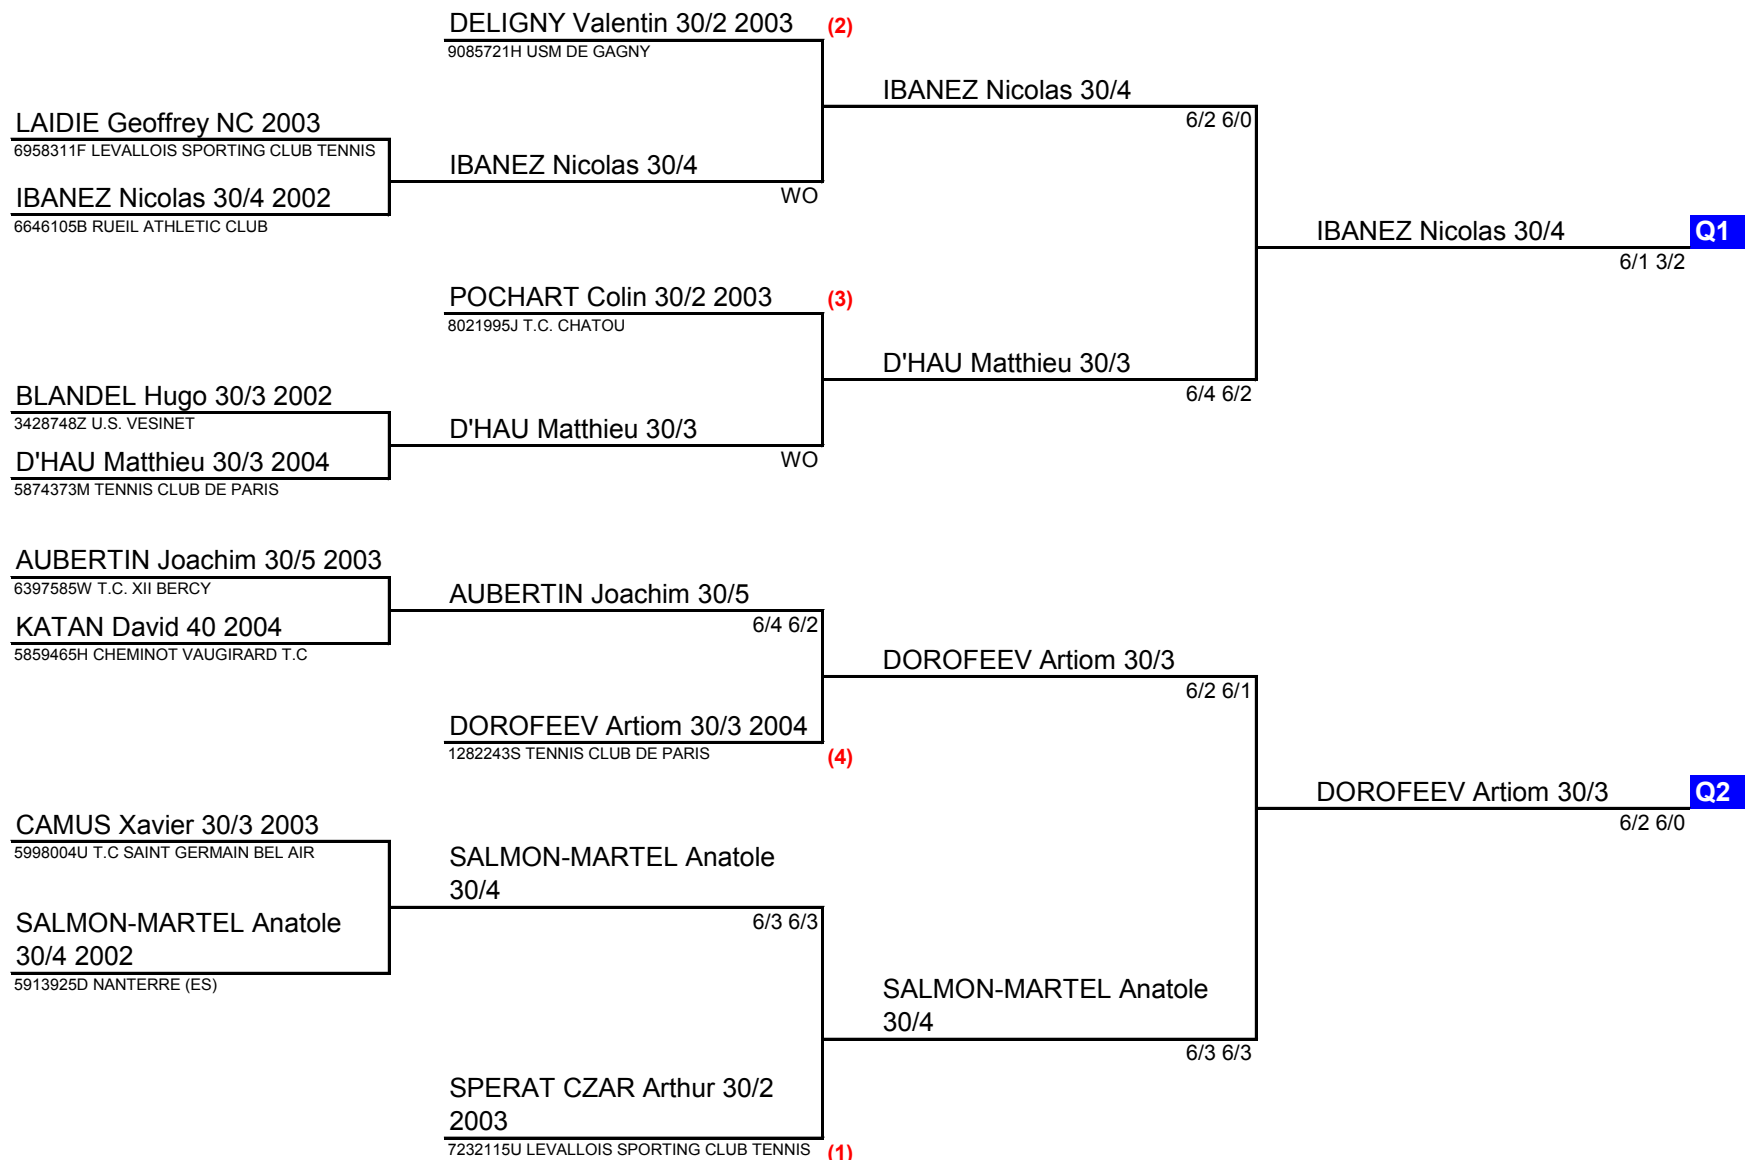 DELIGNY Valentin 30/2 2003 (2)
9085721H USM DE GAGNY
IBANEZ Nicolas 30/4
6/2 6/0
LAIDIE Geoffrey NC 2003
6958311F LEVALLOIS SPORTING CLUB TENNIS
IBANEZ Nicolas 30/4
WO
IBANEZ Nicolas 30/4 2002
6646105B RUEIL ATHLETIC CLUB
IBANEZ Nicolas 30/4 Q1
6/1 3/2
POCHART Colin 30/2 2003 (3)
8021995J T.C. CHATOU
D'HAU Matthieu 30/3
6/4 6/2
BLANDEL Hugo 30/3 2002
3428748Z U.S. VESINET
D'HAU Matthieu 30/3
WO
D'HAU Matthieu 30/3 2004
5874373M TENNIS CLUB DE PARIS
AUBERTIN Joachim 30/5 2003
6397585W T.C. XII BERCY
AUBERTIN Joachim 30/5
6/4 6/2
KATAN David 40 2004
5859465H CHEMINOT VAUGIRARD T.C
DOROFEEV Artiom 30/3
6/2 6/1
DOROFEEV Artiom 30/3 2004
1282243S TENNIS CLUB DE PARIS (4)
DOROFEEV Artiom 30/3 Q2
6/2 6/0
CAMUS Xavier 30/3 2003
5998004U T.C SAINT GERMAIN BEL AIR
SALMON-MARTEL Anatole
30/4
6/3 6/3
SALMON-MARTEL Anatole
30/4 2002
5913925D NANTERRE (ES)
SALMON-MARTEL Anatole
30/4
6/3 6/3
SPERAT CZAR Arthur 30/2
2003
7232115U LEVALLOIS SPORTING CLUB TENNIS (1)